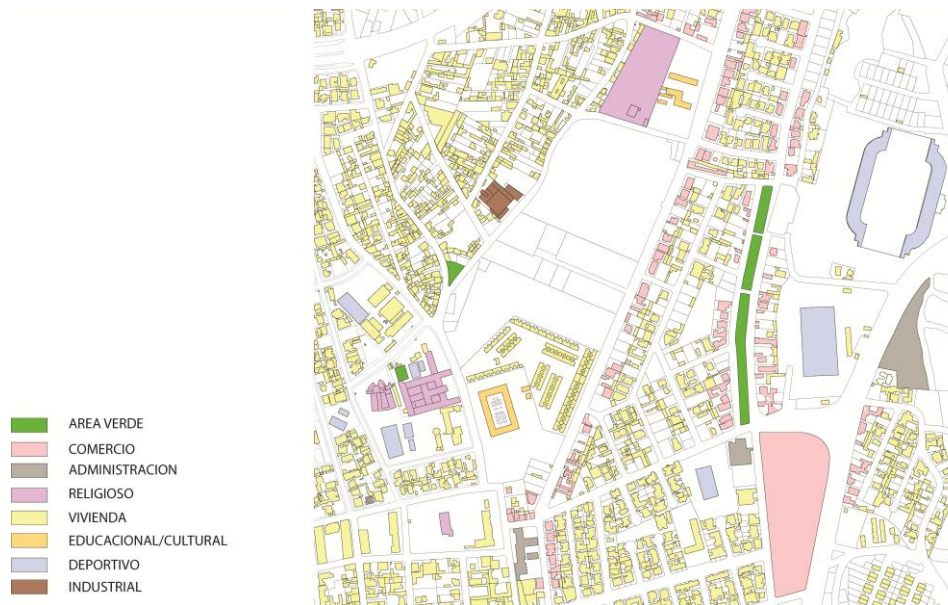 AREA VERDE
COMERCIO
ADMINISTRACION
RELIGIOSO
VIVIENDA
EDUCACIONAL/CULTURAL
DEPORTIVO
INDUSTRIAL